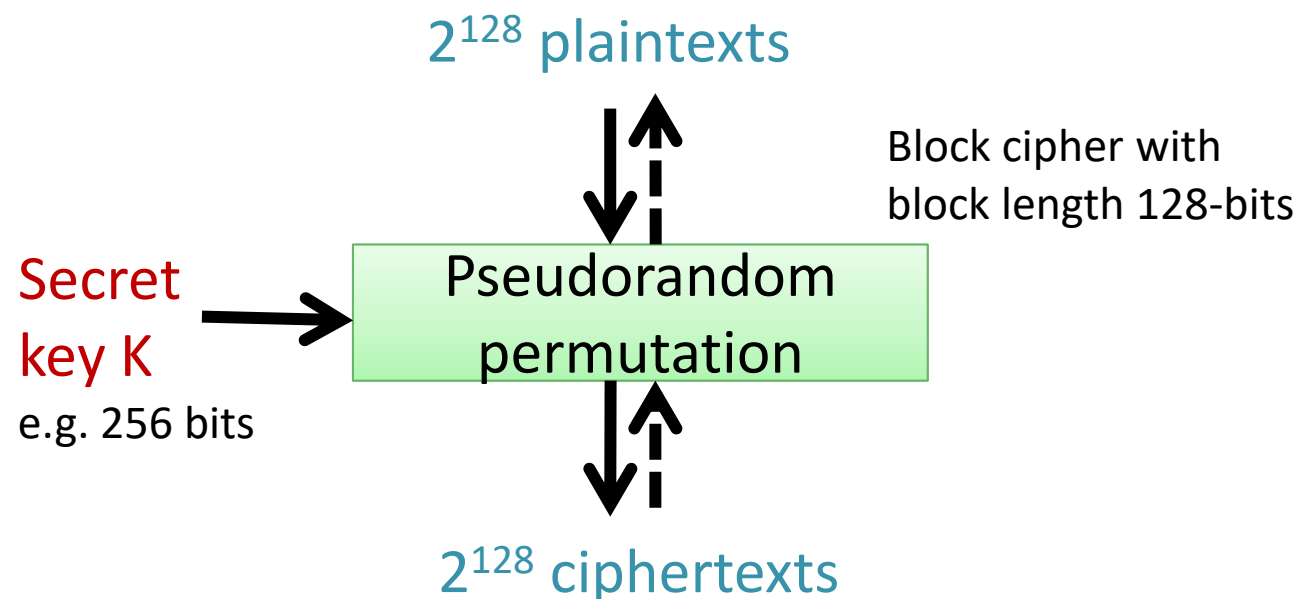 2¹²⁸ plaintexts
Block cipher with
block length 128-bits
Secret
key K
e.g. 256 bits
Pseudorandom
permutation
2¹²⁸ ciphertexts